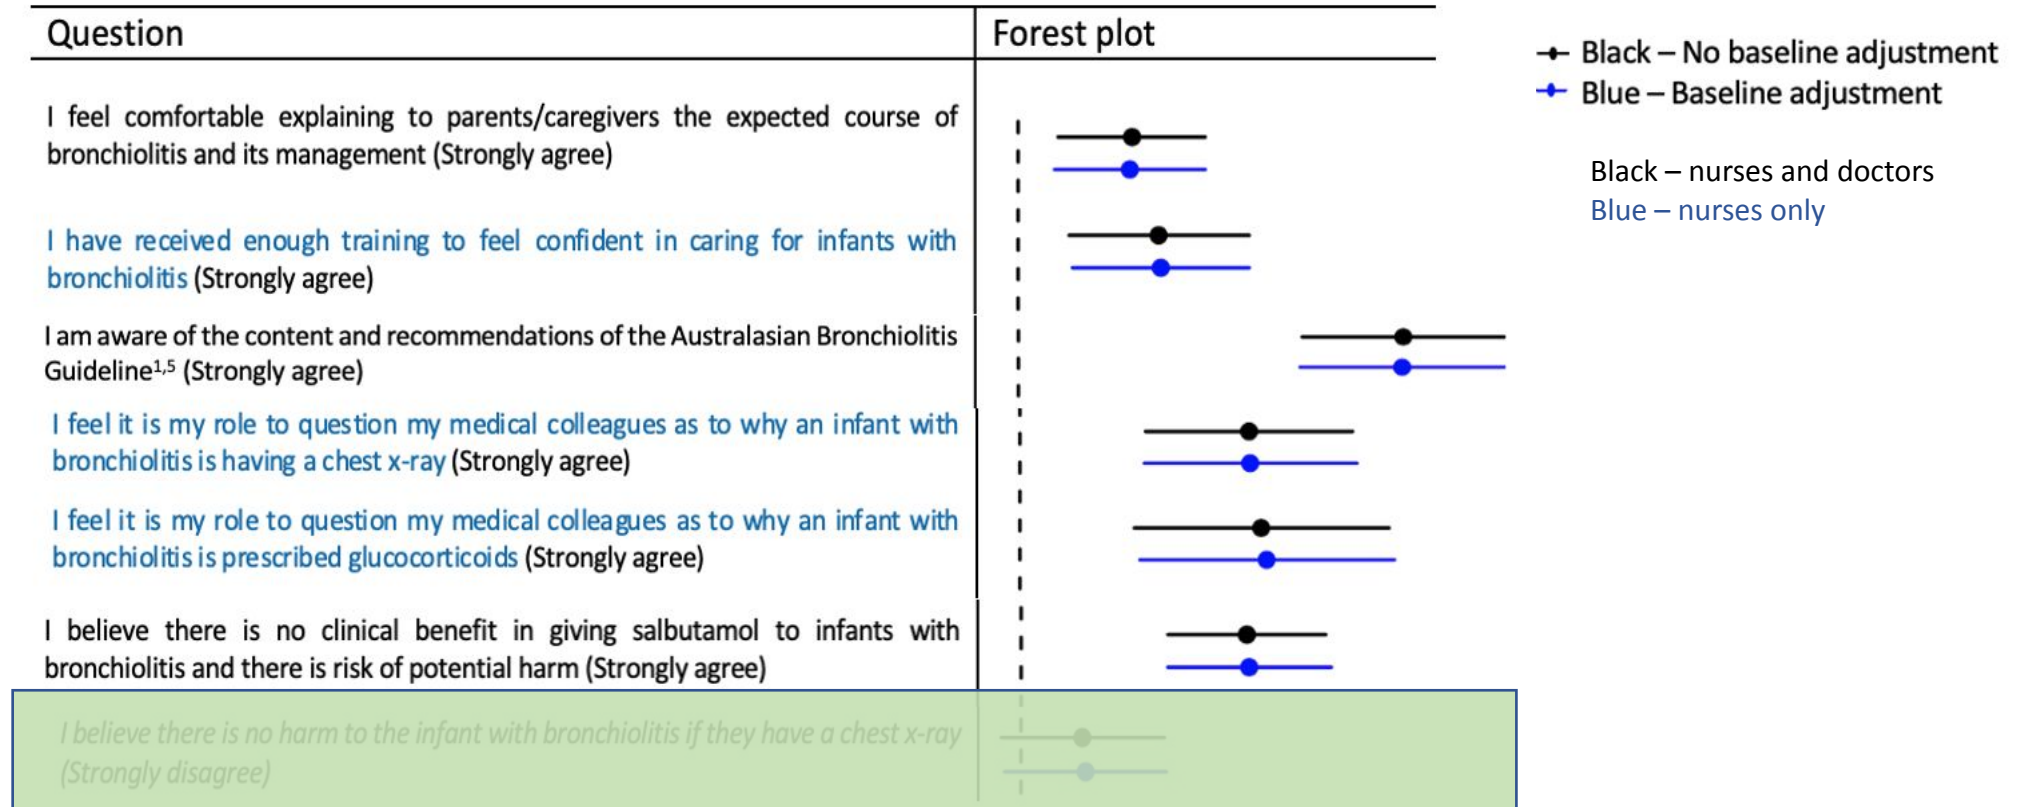 Question
Forest plot
Black – No baseline adjustment
Blue – Baseline adjustment
Black – nurses and doctors
Blue – nurses only
I feel comfortable explaining to parents/caregivers the expected course of
bronchiolitis and its management (Strongly agree)
I have received enough training to feel confident in caring for infants with
bronchiolitis (Strongly agree)
I am aware of the content and recommendations of the Australasian Bronchiolitis
Guideline1,5 (Strongly agree)
I feel it is my role to question my medical colleagues as to why an infant with
bronchiolitis is having a chest x-ray (Strongly agree)
I feel it is my role to question my medical colleagues as to why an infant with
bronchiolitis is prescribed glucocorticoids (Strongly agree)
I believe there is no clinical benefit in giving salbutamol to infants with
bronchiolitis and there is risk of potential harm (Strongly agree)
I believe there is no harm to the infant with bronchiolitis if they have a chest x-ray
(Strongly disagree)